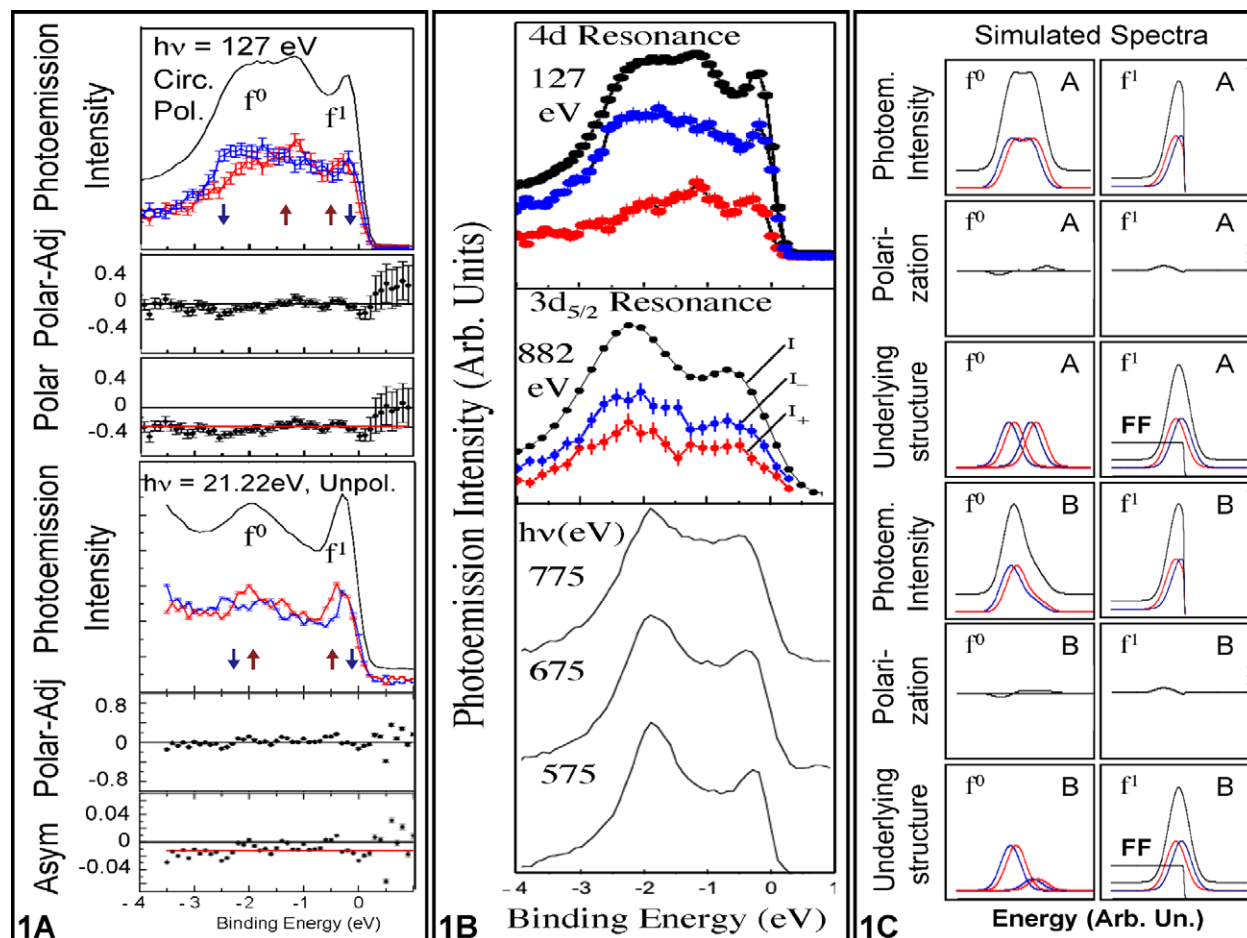 hν = 127 eV
Circ.
Pol.
f⁰
f¹
Photoemission
Intensity
0.4
0
-0.4
Polar-Adj
0.4
0
-0.4
Polar
hν = 21.22eV, Unpol.
f⁰
f¹
Photoemission
Intensity
0.8
0
-0.8
Polar-Adj
0.04
0
-0.04
Asym
-4 -3 -2 -1 0
Binding Energy (eV)
1A
4d Resonance
127
eV
3d5/2 Resonance
882
eV
I
I−
I+
hν(eV)
775
675
575
Photoemission Intensity (Arb. Units)
-4 -3 -2 -1 0 1
Binding Energy (eV)
1B
Simulated Spectra
Photoem.
Intensity
f⁰ A
f¹ A
Polari-
zation
f⁰ A
f¹ A
Underlying
structure
f⁰ A
f¹ A
FF
Photoem.
Intensity
f⁰ B
f¹ B
Polari-
zation
f⁰ B
f¹ B
Underlying
structure
f⁰ B
f¹ B
FF
Energy (Arb. Un.)
1C